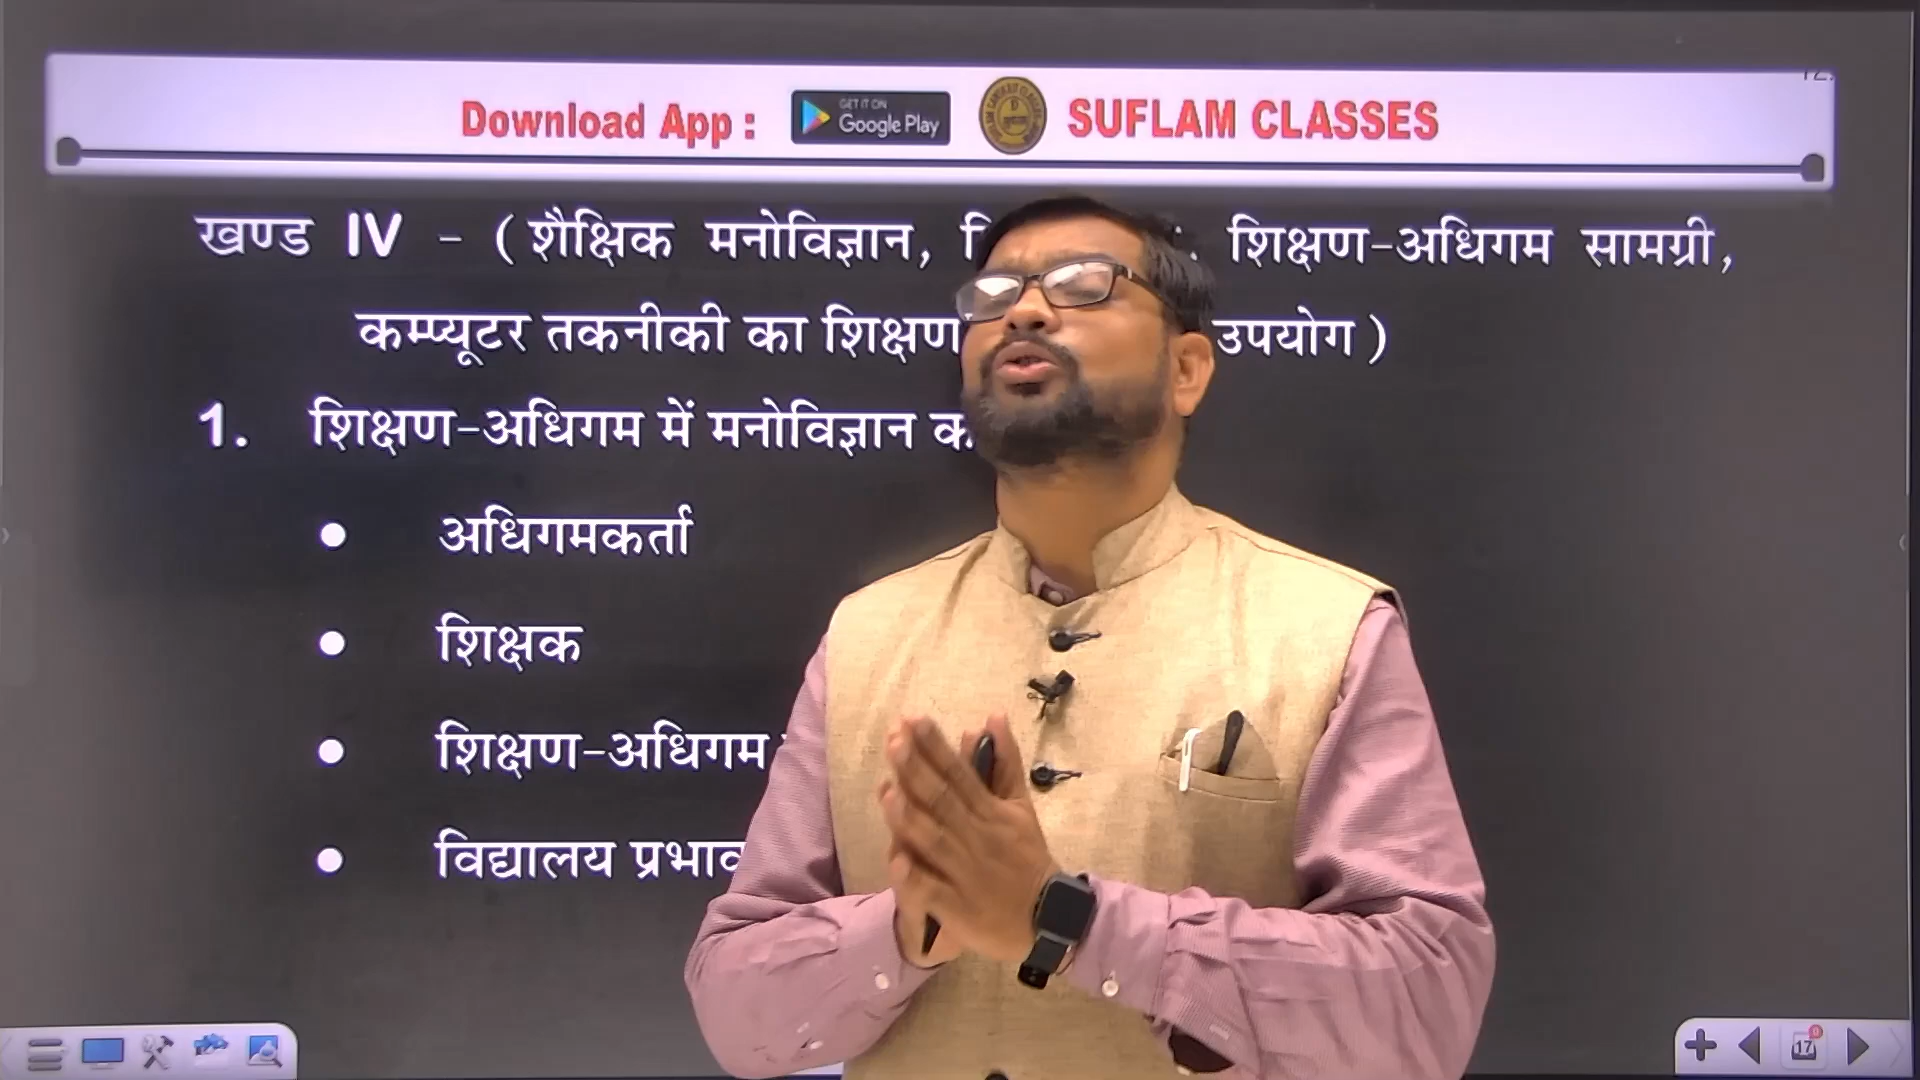 Download App :
GET IT ON
Google Play
SUFLAM CLASSES
खण्ड IV - ( शैक्षिक मनोविज्ञान, शिक्षण-अधिगम सामग्री,
कम्प्यूटर तकनीकी का शिक्षण उपयोग )
1. शिक्षण-अधिगम में मनोविज्ञान
• अधिगमकर्ता
• शिक्षक
• शिक्षण-अधिगम
• विद्यालय
17